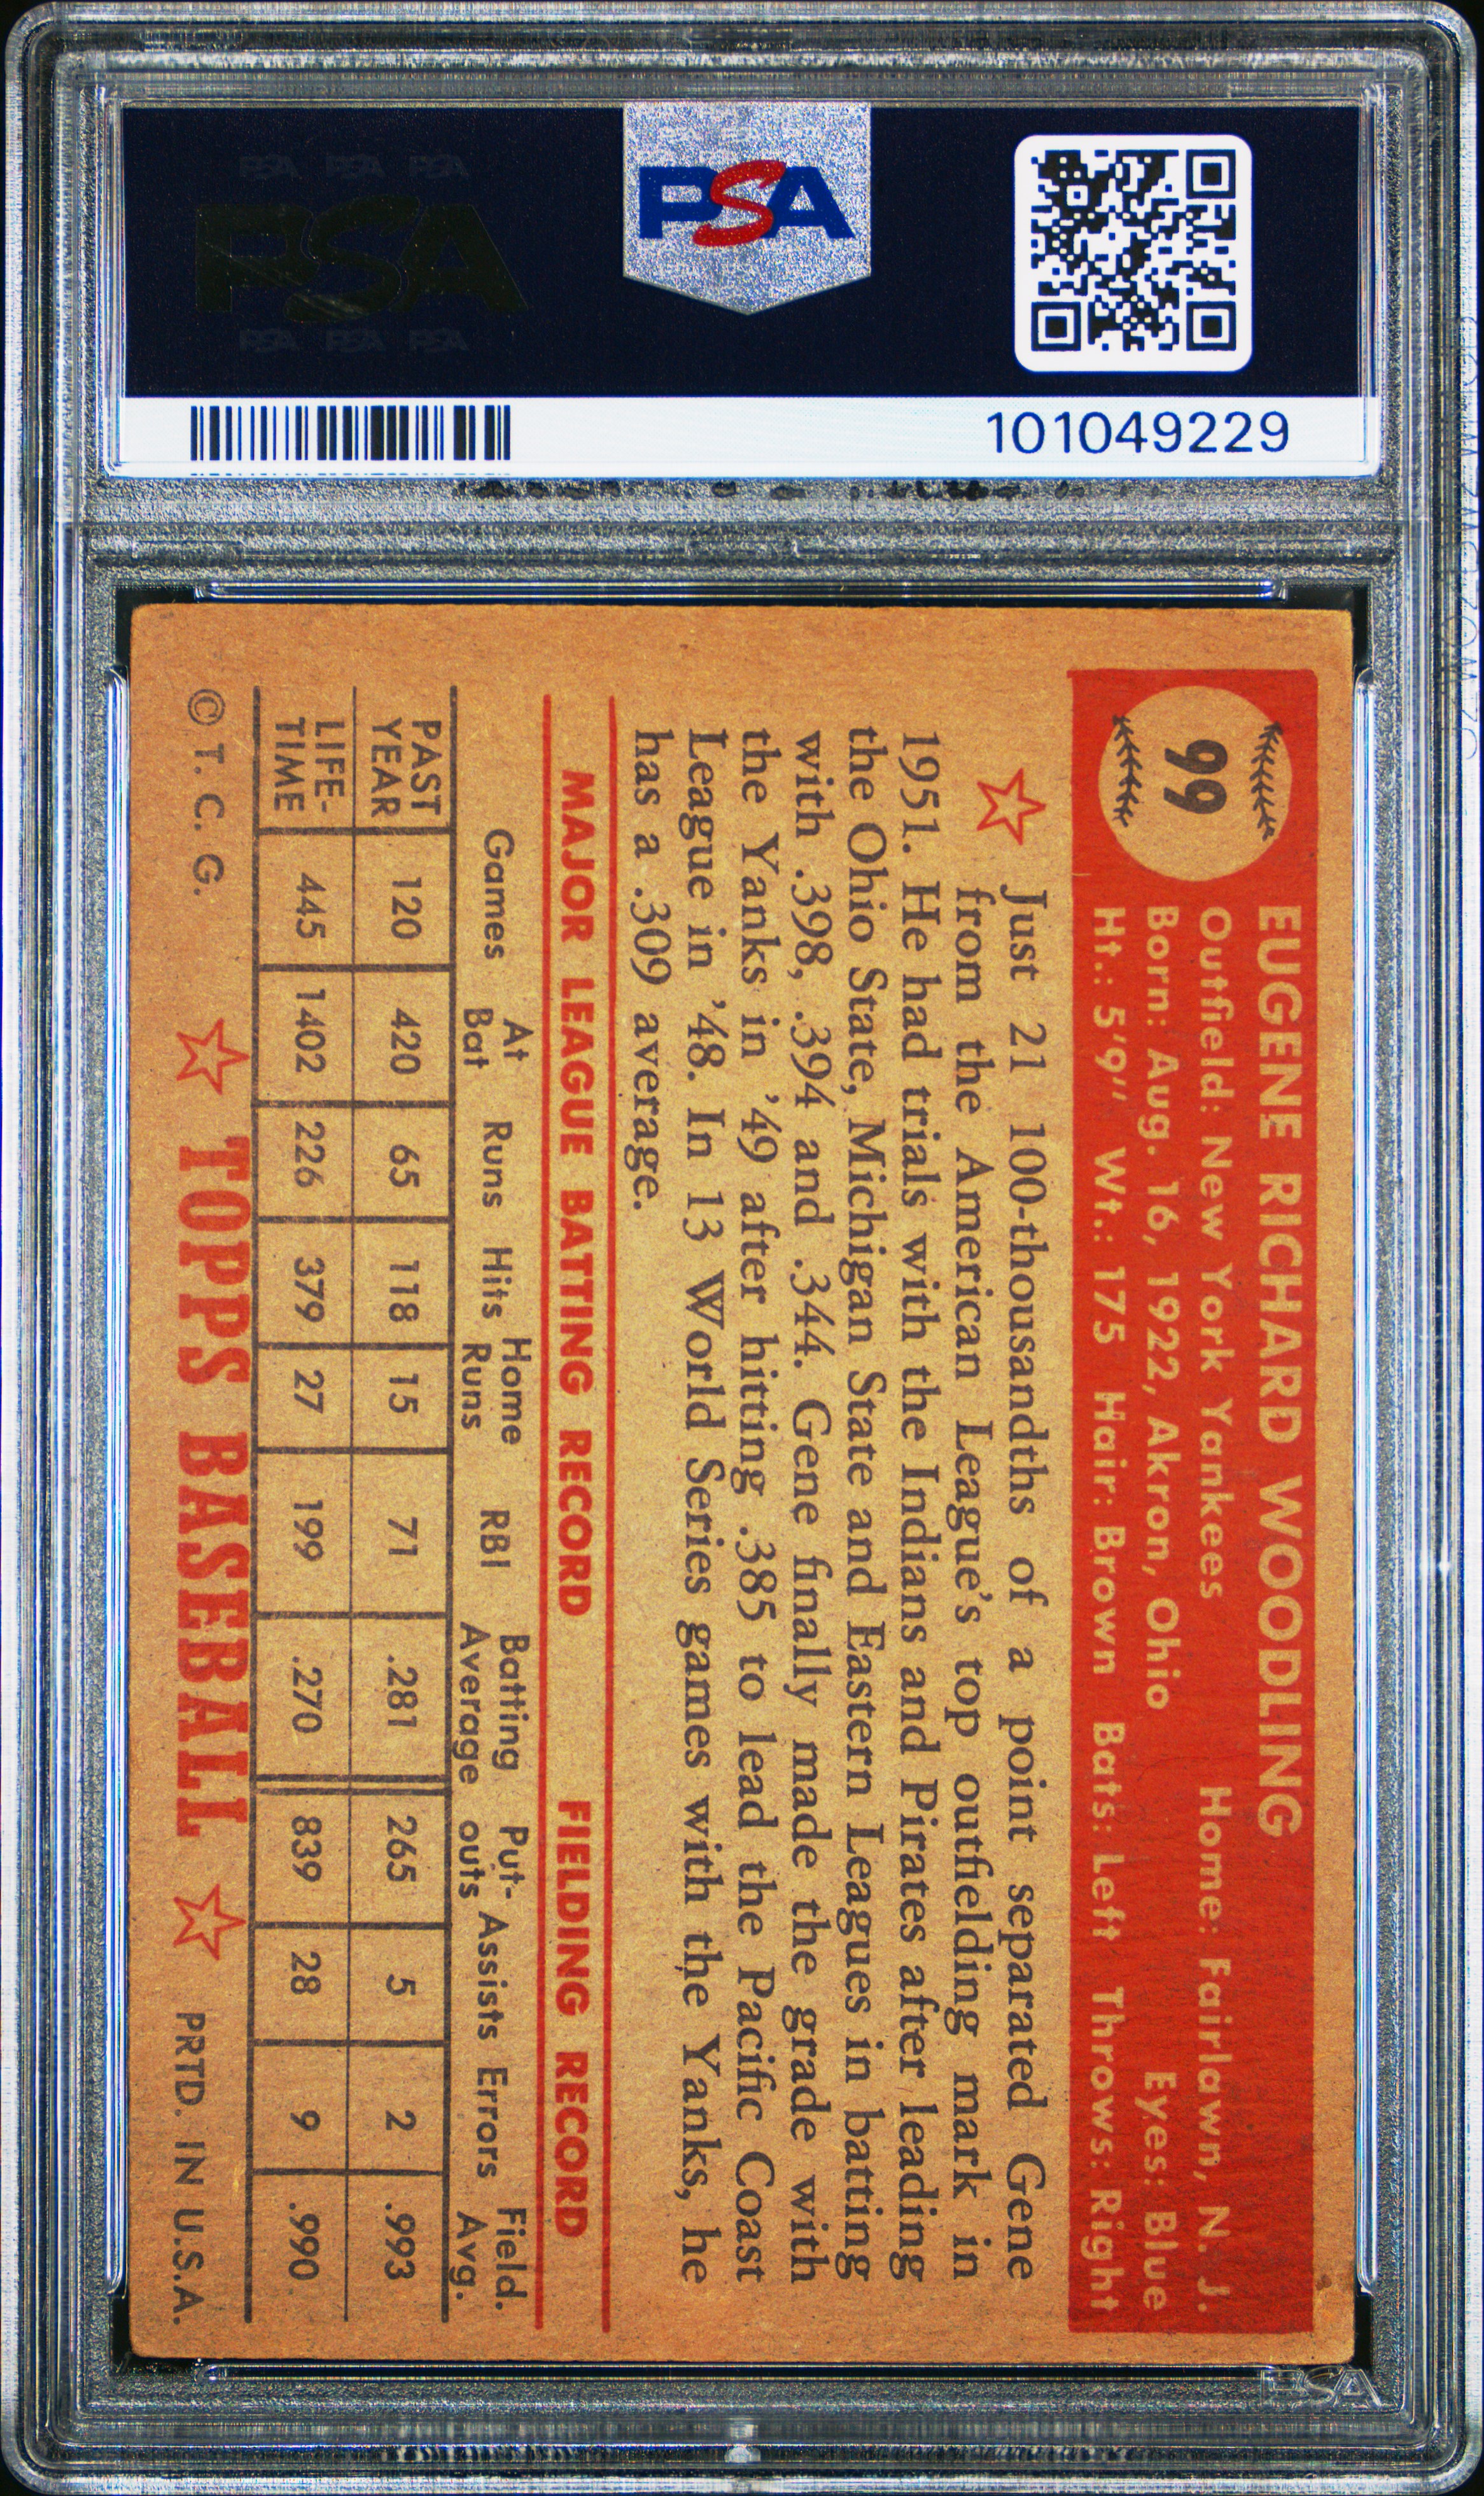 PSA
101049229
99
EUGENE RICHARD WOODLING
Outfield: New York Yankees Home: Fairlawn, N. J.
Born: Aug. 16, 1922, Akron, Ohio Eyes: Blue
Ht.: 5'9" Wt.: 175 Hair: Brown Bats: Left Throws: Right
Just 21 100-thousandths of a point separated Gene
from the American League's top outfielding mark in
1951. He had trials with the Indians and Pirates after leading
the Ohio State, Michigan State and Eastern Leagues in batting
with .398, .394 and .344. Gene finally made the grade with
the Yanks in '49 after hitting .385 to lead the Pacific Coast
League in '48. In 13 World Series games with the Yanks, he
has a .309 average.
MAJOR LEAGUE BATTING RECORD FIELDING RECORD
Games At Bat Runs Hits Home Runs RBI Batting Average Put-outs Assists Errors Field. Avg.
PAST YEAR 120 420 65 118 15 71 .281 265 5 2 .993
LIFE-TIME 445 1402 226 379 27 199 .270 839 28 9 .990
© T. C. G. TOPPS BASEBALL PRTD. IN U.S.A.
PSA